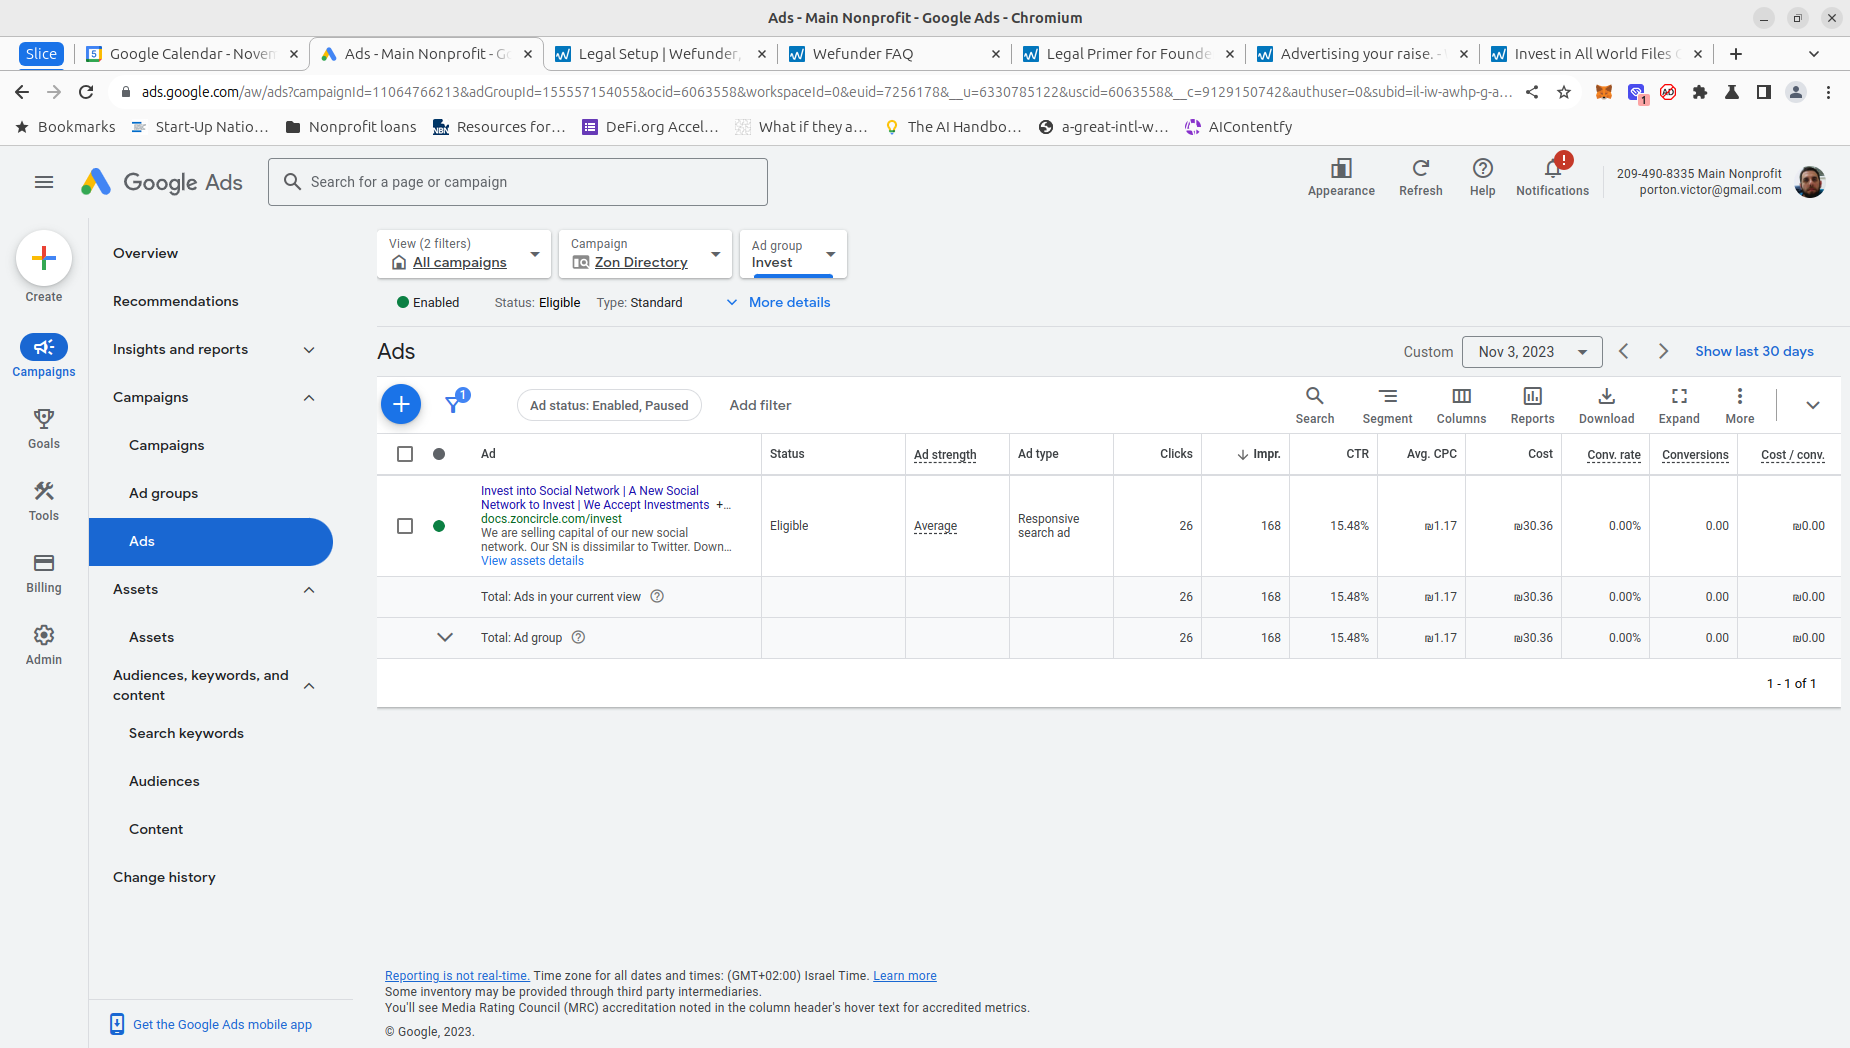 Ads - Main Nonprofit - Google Ads - Chromium
Slice
Google Calendar - Novem
Ads - Main Nonprofit - Go
Legal Setup | Wefunder,
Wefunder FAQ
Legal Primer for Founde
Advertising your raise. -
Invest in All World Files
ads.google.com/aw/ads?campaignId=11064766213&adGroupId=155557154055&ocid=6063558&workspaceId=0&euid=7256178&__u=6330785122&uscid=6063558&__c=9129150742&authuser=0&subid=il-iw-awhp-g-a...
1
Bookmarks
Start-Up Natio...
Nonprofit loans
Resources for...
DeFi.org Accel...
What if they a...
The AI Handbo...
a-great-intl-w...
AIContentfy
Google Ads
Search for a page or campaign
Appearance
Refresh
Help
Notifications
209-490-8335 Main Nonprofit
porton.victor@gmail.com
Create
Campaigns
Goals
Tools
Billing
Admin
Overview
Recommendations
Insights and reports
Campaigns
Campaigns
Ad groups
Ads
Assets
Assets
Audiences, keywords, and
content
Search keywords
Audiences
Content
Change history
Get the Google Ads mobile app
View (2 filters)
All campaigns
Campaign
Zon Directory
Ad group
Invest
Enabled
Status: Eligible
Type: Standard
More details
Ads
Custom
Nov 3, 2023
Show last 30 days
1
Ad status: Enabled, Paused
Add filter
Search
Segment
Columns
Reports
Download
Expand
More
Ad Status Ad strength Ad type Clicks Impr. CTR Avg. CPC Cost Conv. rate Conversions Cost / conv.
Invest into Social Network | A New Social
Network to Invest | We Accept Investments +...
docs.zoncircle.com/invest
We are selling capital of our new social
network. Our SN is dissimilar to Twitter. Down...
View assets details
Eligible
Average
Responsive
search ad
26 168 15.48% ₪1.17 ₪30.36 0.00% 0.00 ₪0.00
Total: Ads in your current view 26 168 15.48% ₪1.17 ₪30.36 0.00% 0.00 ₪0.00
Total: Ad group 26 168 15.48% ₪1.17 ₪30.36 0.00% 0.00 ₪0.00
1 - 1 of 1
Reporting is not real-time. Time zone for all dates and times: (GMT+02:00) Israel Time. Learn more
Some inventory may be provided through third party intermediaries.
You'll see Media Rating Council (MRC) accreditation noted in the column header's hover text for accredited metrics.
© Google, 2023.